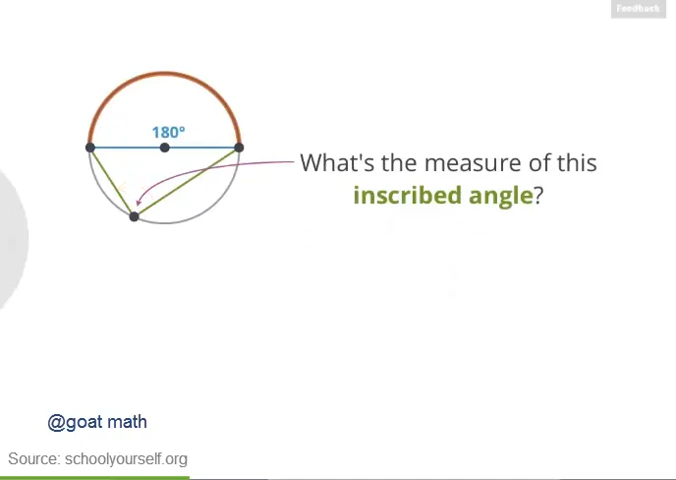 Feedback
180°
What's the measure of this
inscribed angle?
@goat math
Source: schoolyourself.org